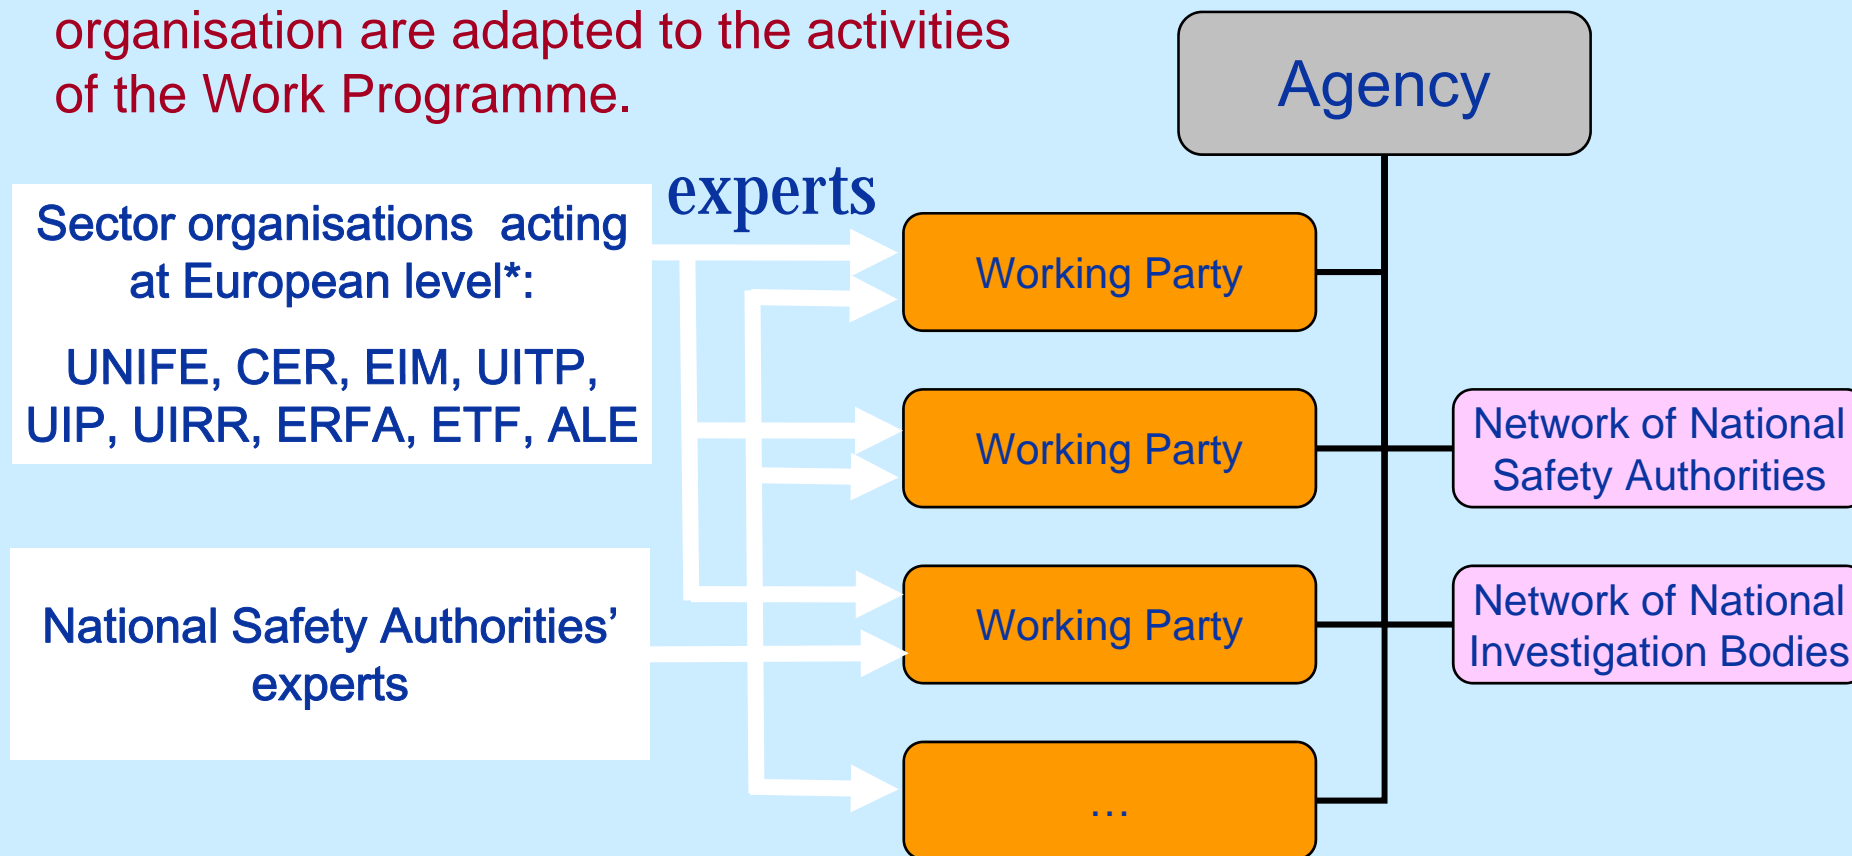 organisation are adapted to the activities
of the Work Programme.
Agency
experts
Sector organisations acting
at European level*:
UNIFE, CER, EIM, UITP,
UIP, UIRR, ERFA, ETF, ALE
Working Party
Working Party
Network of National
Safety Authorities
National Safety Authorities’
experts
Working Party
Network of National
Investigation Bodies
…